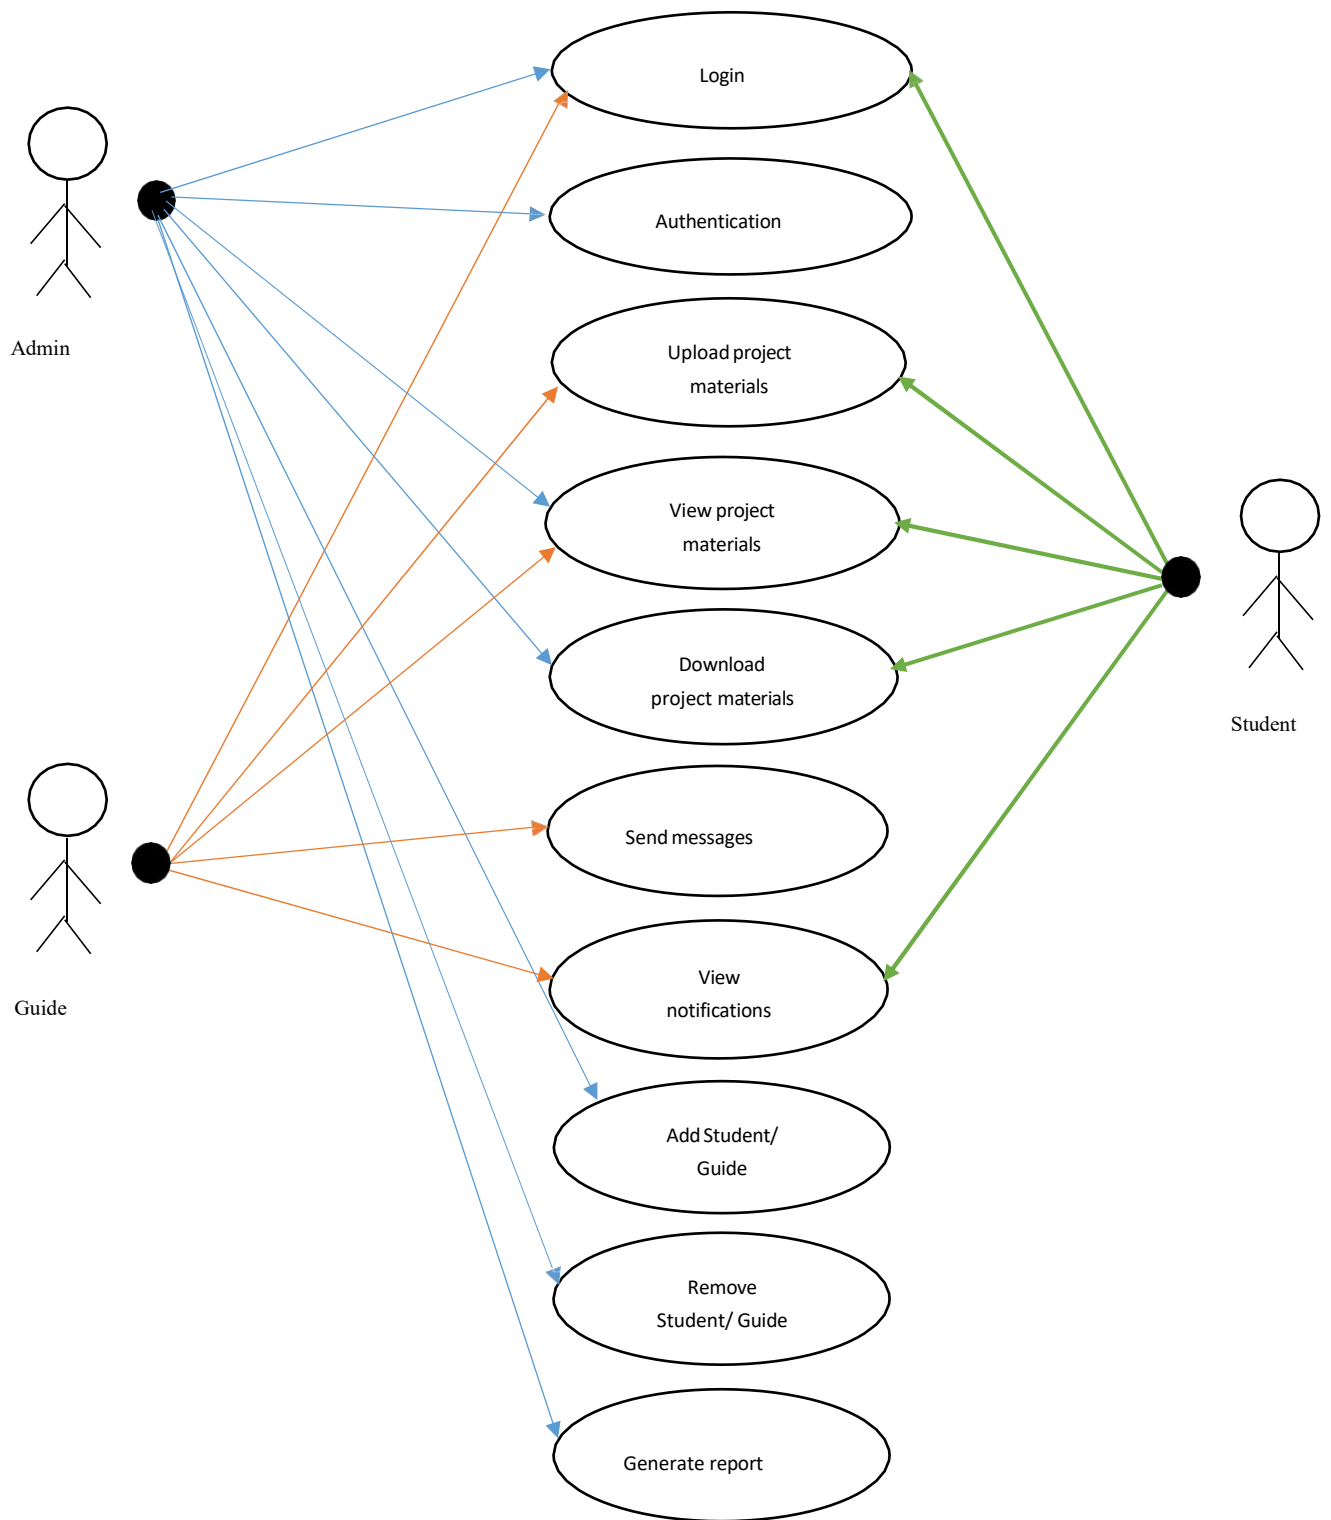 Login
Authentication
Admin
Upload project
materials
View project
materials
Download
project materials
Student
Send messages
View
notifications
Guide
Add Student/
Guide
Remove
Student/ Guide
Generate report